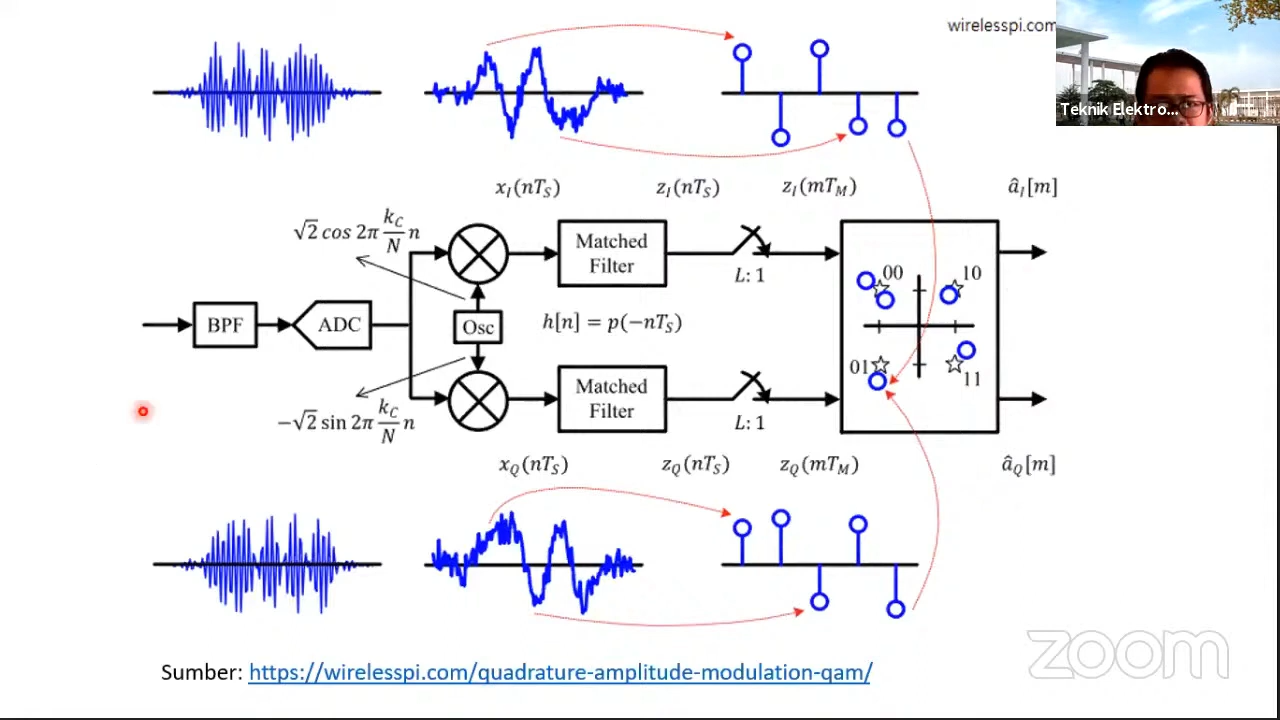 wirelesspi.com
Teknik Elektro...
x_I(nT_S)
z_I(nT_S)
z_I(mT_M)
â_I[m]
√2 cos 2π k_C/N n
Matched
Filter
L: 1
00
10
BPF
ADC
Osc
h[n] = p(−nT_S)
01
11
Matched
Filter
−√2 sin 2π k_C/N n
L: 1
x_Q(nT_S)
z_Q(nT_S)
z_Q(mT_M)
â_Q[m]
zoom
Sumber: https://wirelesspi.com/quadrature-amplitude-modulation-qam/